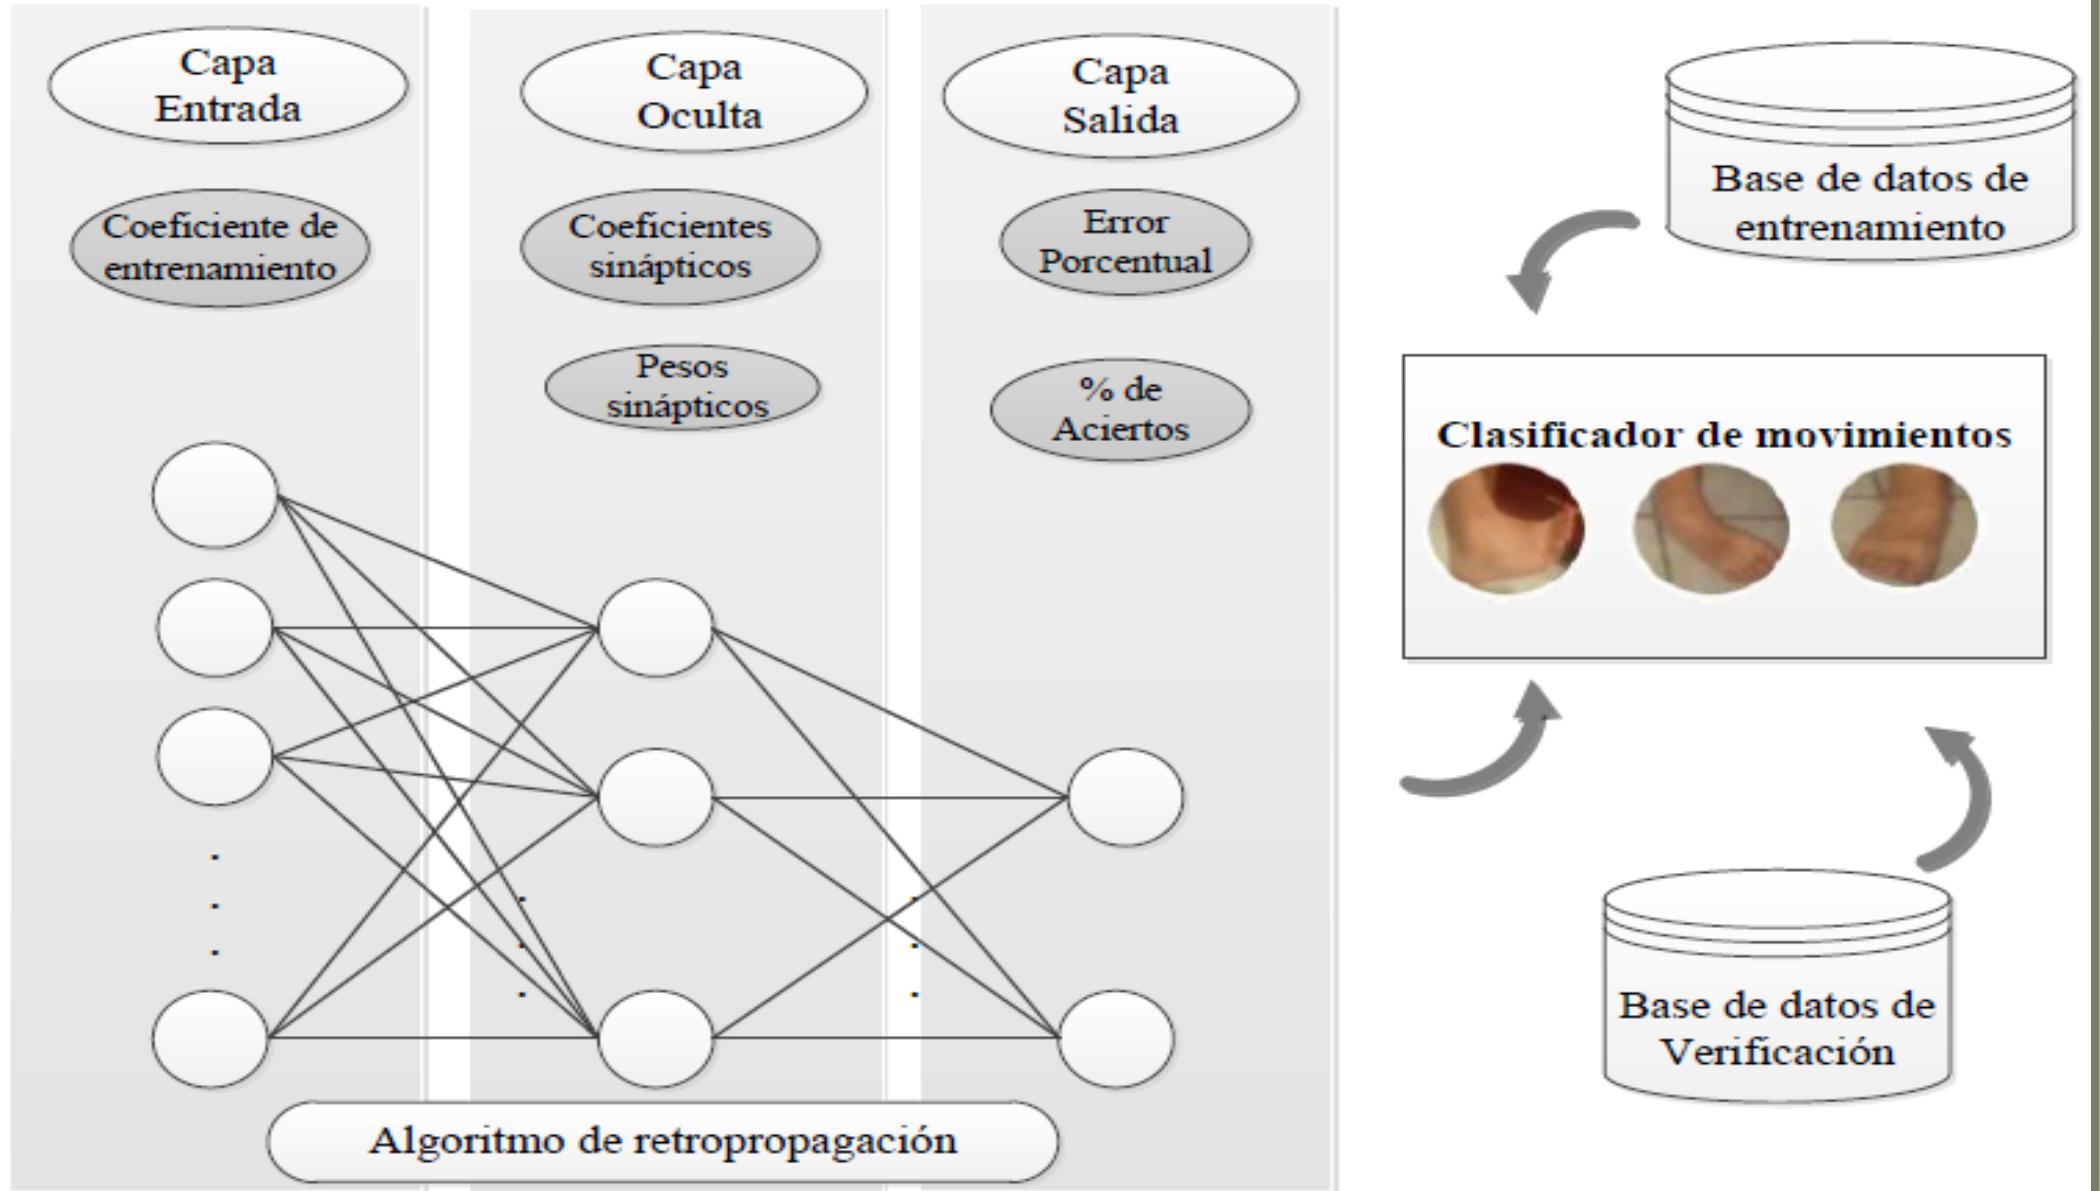 Capa
Entrada
Coeficiente de
entrenamiento
Capa
Oculta
Coeficientes
sinápticos
Pesos
sinápticos
Capa
Salida
Error
Porcentual
% de
Aciertos
Algoritmo de retropropagación
Base de datos de
entrenamiento
Clasificador de movimientos
Base de datos de
Verificación